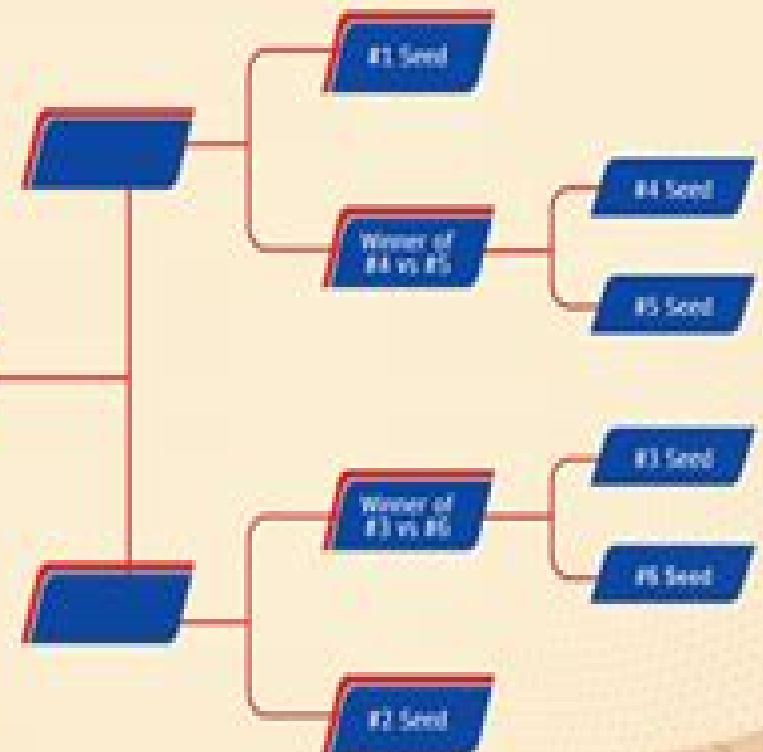 #1 Seed
#4 Seed
Winner of
#4 vs #5
#5 Seed
#3 Seed
Winner of
#3 vs #6
#6 Seed
#2 Seed